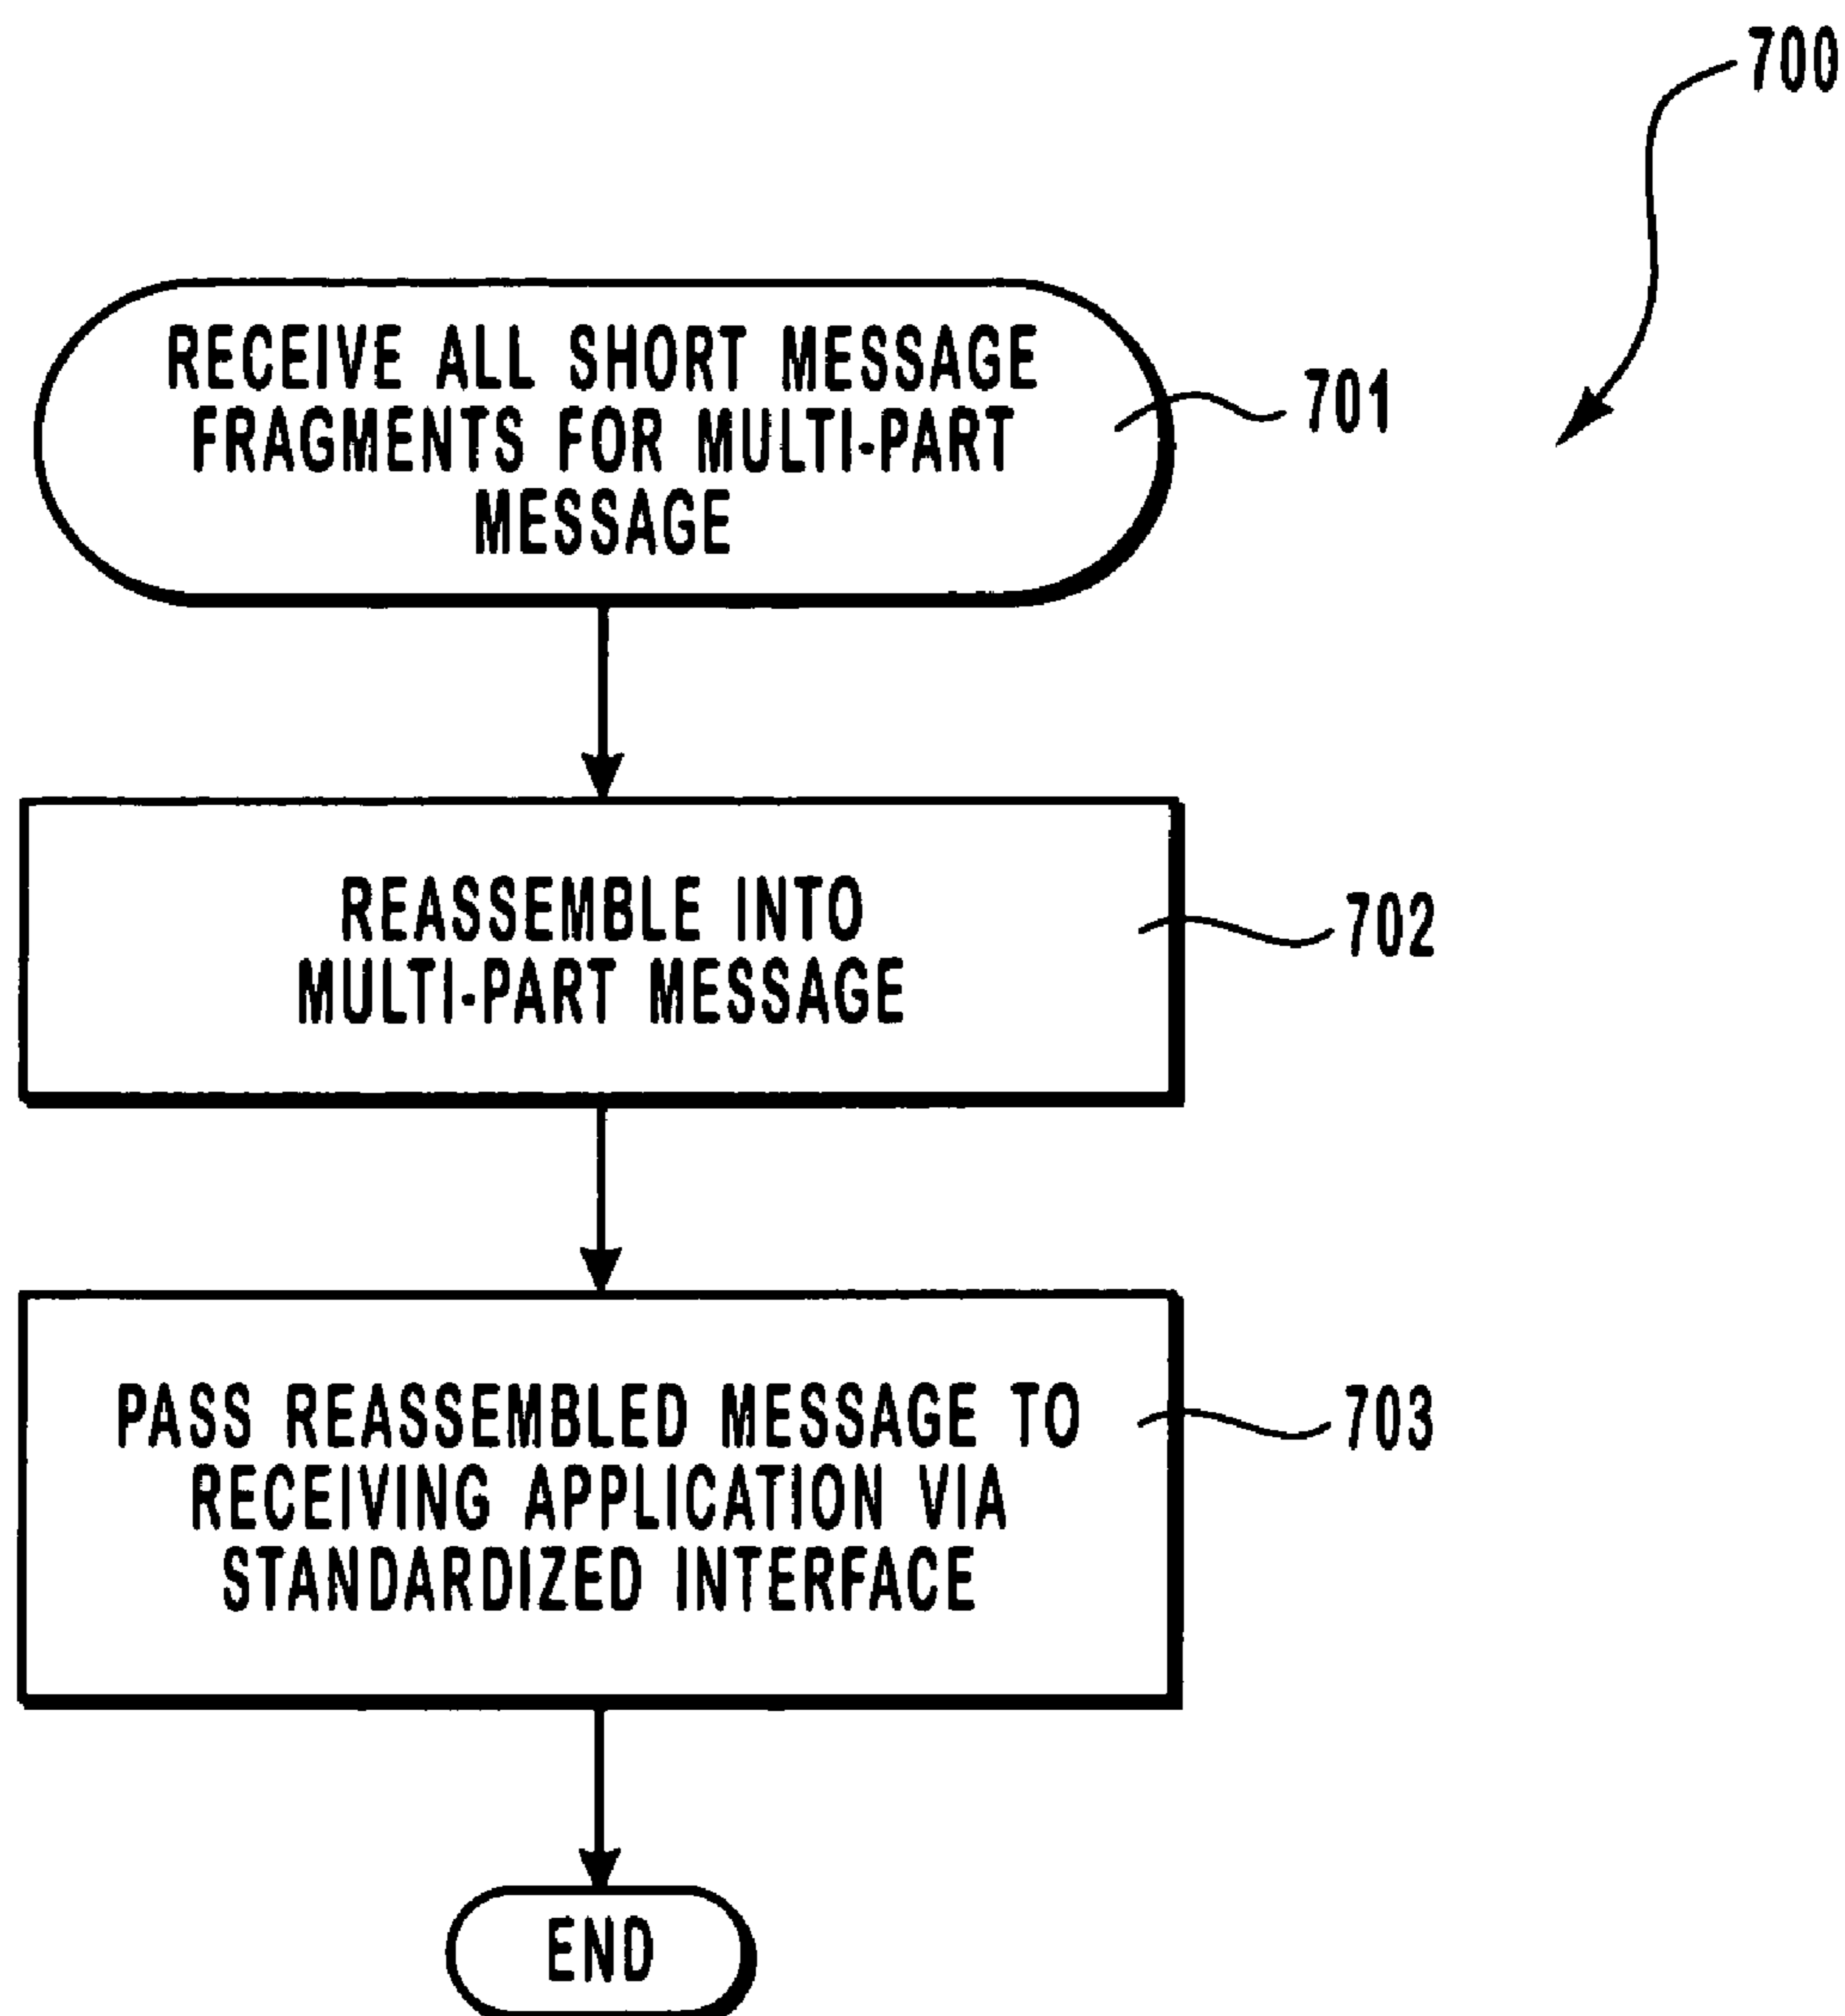 700
RECEIVE ALL SHORT MESSAGE
FRAGMENTS FOR MULTI-PART
MESSAGE
701
REASSEMBLE INTO
MULTI-PART MESSAGE
702
PASS REASSEMBLED MESSAGE TO
RECEIVING APPLICATION VIA
STANDARDIZED INTERFACE
703
END